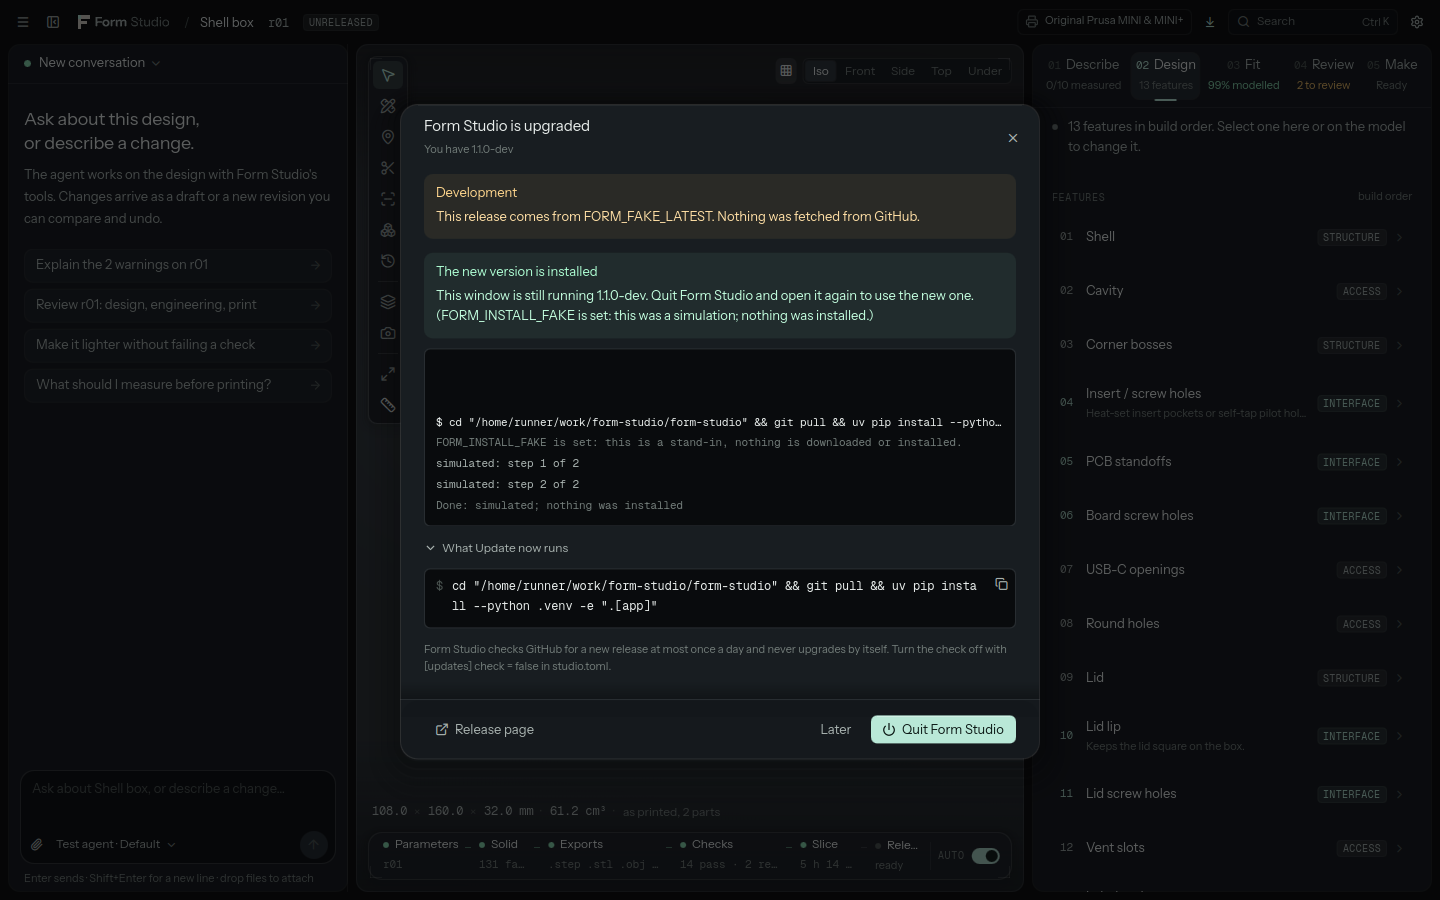 Form Studio / Shell box r01 UNRELEASED
Original Prusa MINI & MINI+
Search Ctrl K
New conversation
Ask about this design,
or describe a change.
The agent works on the design with Form Studio's
tools. Changes arrive as a draft or a new revision you
can compare and undo.
Explain the 2 warnings on r01
Review r01: design, engineering, print
Make it lighter without failing a check
What should I measure before printing?
Ask about Shell box, or describe a change...
Test agent · Default
Enter sends · Shift+Enter for a new line · drop files to attach
Iso Front Side Top Under
Form Studio is upgraded
You have 1.1.0-dev
Development
This release comes from FORM_FAKE_LATEST. Nothing was fetched from GitHub.
The new version is installed
This window is still running 1.1.0-dev. Quit Form Studio and open it again to use the new one.
(FORM_INSTALL_FAKE is set: this was a simulation; nothing was installed.)
$ cd "/home/runner/work/form-studio/form-studio" && git pull && uv pip install --pytho…
FORM_INSTALL_FAKE is set: this is a stand-in, nothing is downloaded or installed.
simulated: step 1 of 2
simulated: step 2 of 2
Done: simulated; nothing was installed
What Update now runs
$ cd "/home/runner/work/form-studio/form-studio" && git pull && uv pip insta
ll --python .venv -e ".[app]"
Form Studio checks GitHub for a new release at most once a day and never upgrades by itself. Turn the check off with
[updates] check = false in studio.toml.
Release page
Later
Quit Form Studio
108.0 × 160.0 × 32.0 mm 61.2 cm³ as printed, 2 parts
Parameters … Solid … Exports … Checks … Slice … Rele…
r01 131 fa… .step .stl .obj … 14 pass · 2 re… 5 h 14 … ready
AUTO
01 Describe 02 Design 03 Fit 04 Review 05 Make
0/10 measured 13 features 99% modelled 2 to review Ready
13 features in build order. Select one here or on the model
to change it.
FEATURES build order
01 Shell STRUCTURE
02 Cavity ACCESS
03 Corner bosses STRUCTURE
04 Insert / screw holes INTERFACE
Heat-set insert pockets or self-tap pilot hol…
05 PCB standoffs INTERFACE
06 Board screw holes INTERFACE
07 USB-C openings ACCESS
08 Round holes ACCESS
09 Lid STRUCTURE
10 Lid lip INTERFACE
Keeps the lid square on the box.
11 Lid screw holes INTERFACE
12 Vent slots ACCESS